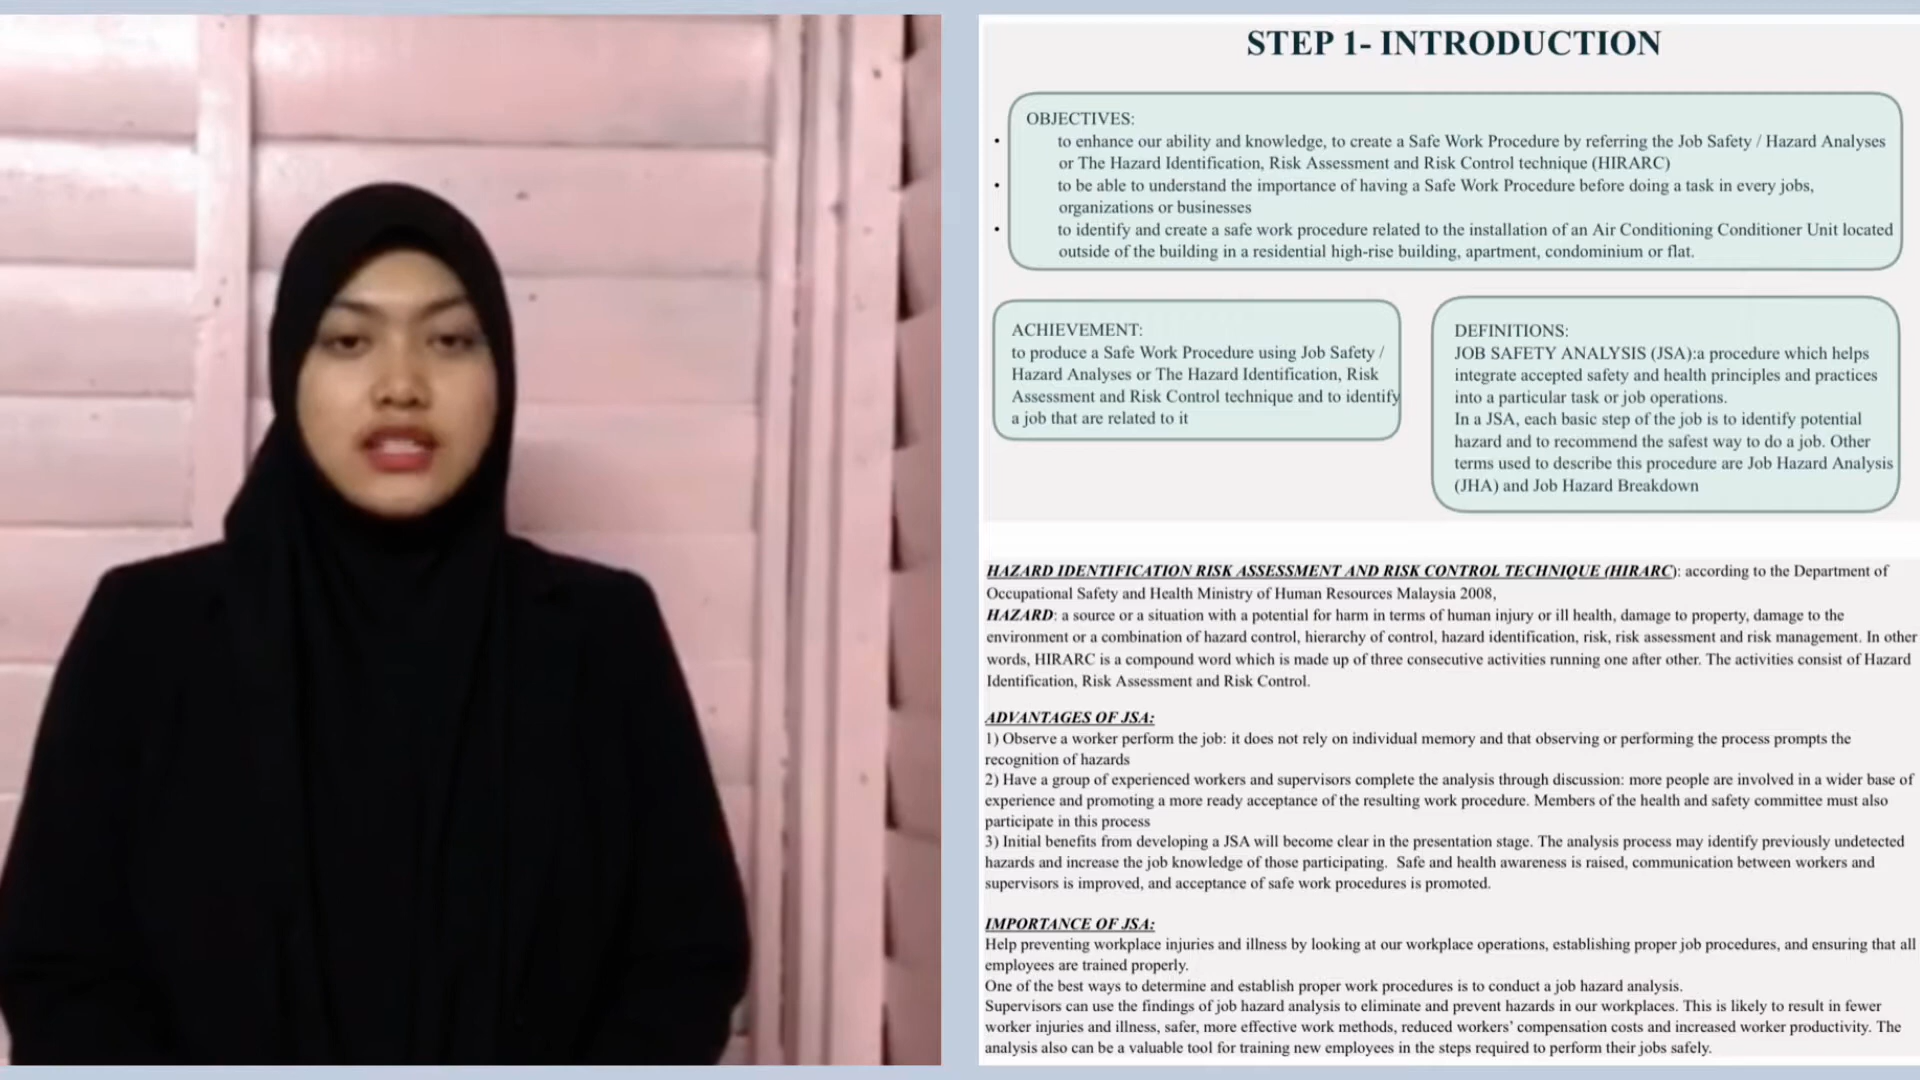 STEP 1- INTRODUCTION
OBJECTIVES:
• to enhance our ability and knowledge, to create a Safe Work Procedure by referring the Job Safety / Hazard Analyses
or The Hazard Identification, Risk Assessment and Risk Control technique (HIRARC)
• to be able to understand the importance of having a Safe Work Procedure before doing a task in every jobs,
organizations or businesses
• to identify and create a safe work procedure related to the installation of an Air Conditioning Conditioner Unit located
outside of the building in a residential high-rise building, apartment, condominium or flat.
ACHIEVEMENT:
to produce a Safe Work Procedure using Job Safety /
Hazard Analyses or The Hazard Identification, Risk
Assessment and Risk Control technique and to identify
a job that are related to it
DEFINITIONS:
JOB SAFETY ANALYSIS (JSA):a procedure which helps
integrate accepted safety and health principles and practices
into a particular task or job operations.
In a JSA, each basic step of the job is to identify potential
hazard and to recommend the safest way to do a job. Other
terms used to describe this procedure are Job Hazard Analysis
(JHA) and Job Hazard Breakdown
HAZARD IDENTIFICATION RISK ASSESSMENT AND RISK CONTROL TECHNIQUE (HIRARC): according to the Department of
Occupational Safety and Health Ministry of Human Resources Malaysia 2008,
HAZARD: a source or a situation with a potential for harm in terms of human injury or ill health, damage to property, damage to the
environment or a combination of hazard control, hierarchy of control, hazard identification, risk, risk assessment and risk management. In other
words, HIRARC is a compound word which is made up of three consecutive activities running one after other. The activities consist of Hazard
Identification, Risk Assessment and Risk Control.
ADVANTAGES OF JSA:
1) Observe a worker perform the job: it does not rely on individual memory and that observing or performing the process prompts the
recognition of hazards
2) Have a group of experienced workers and supervisors complete the analysis through discussion: more people are involved in a wider base of
experience and promoting a more ready acceptance of the resulting work procedure. Members of the health and safety committee must also
participate in this process
3) Initial benefits from developing a JSA will become clear in the presentation stage. The analysis process may identify previously undetected
hazards and increase the job knowledge of those participating. Safe and health awareness is raised, communication between workers and
supervisors is improved, and acceptance of safe work procedures is promoted.
IMPORTANCE OF JSA:
Help preventing workplace injuries and illness by looking at our workplace operations, establishing proper job procedures, and ensuring that all
employees are trained properly.
One of the best ways to determine and establish proper work procedures is to conduct a job hazard analysis.
Supervisors can use the findings of job hazard analysis to eliminate and prevent hazards in our workplaces. This is likely to result in fewer
worker injuries and illness, safer, more effective work methods, reduced workers' compensation costs and increased worker productivity. The
analysis also can be a valuable tool for training new employees in the steps required to perform their jobs safely.